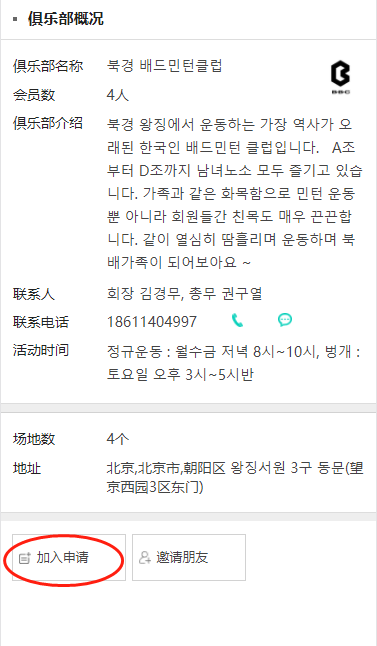 俱乐部概况
俱乐部名称 북경 배드민턴클럽
BBC
会员数 4人
俱乐部介绍 북경 왕징에서 운동하는 가장 역사가 오
래된 한국인 배드민턴 클럽입니다. A조
부터 D조까지 남녀노소 모두 즐기고 있습
니다. 가족과 같은 화목함으로 민턴 운동
뿐 아니라 회원들간 친목도 매우 끈끈합
니다. 같이 열심히 땀흘리며 운동하며 북
배가족이 되어보아요 ~
联系人 회장 김경무, 총무 권구열
联系电话 18611404997
活动时间 정규운동 : 월수금 저녁 8시~10시, 벙개 :
토요일 오후 3시~5시반
场地数 4个
地址 北京,北京市,朝阳区 왕징서원 3구 동문(望
京西园3区东门)
加入申请 邀请朋友